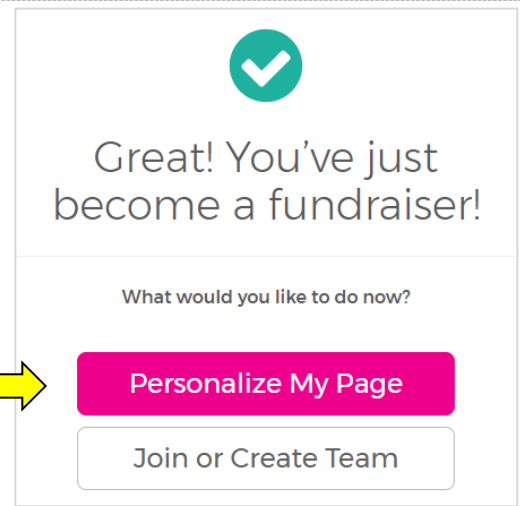 Great! You've just
become a fundraiser!
What would you like to do now?
Personalize My Page
Join or Create Team